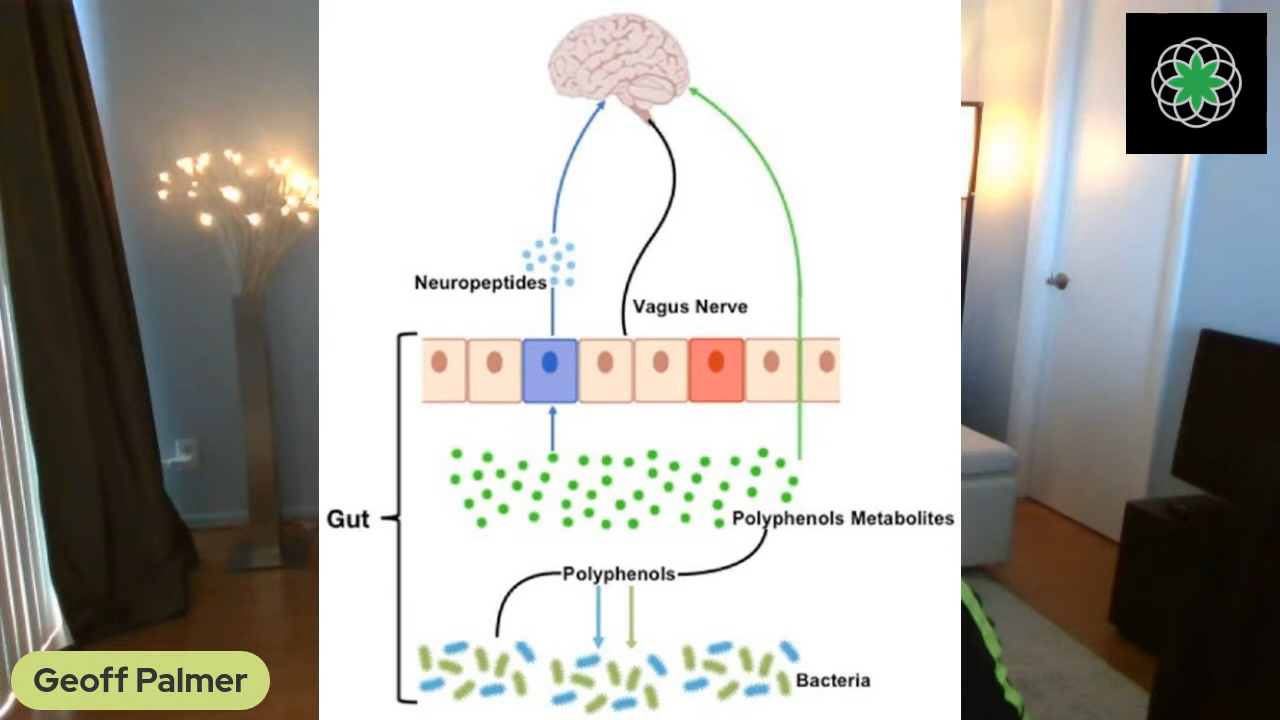 Neuropeptides
Vagus Nerve
Gut
Polyphenols Metabolites
Polyphenols
Bacteria
Geoff Palmer